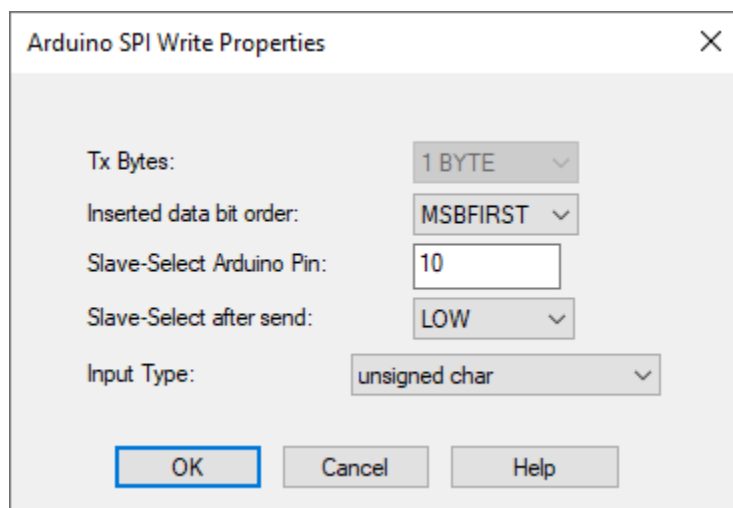 Arduino SPI Write Properties
Tx Bytes: 1 BYTE
Inserted data bit order: MSBFIRST
Slave-Select Arduino Pin: 10
Slave-Select after send: LOW
Input Type: unsigned char
OK Cancel Help